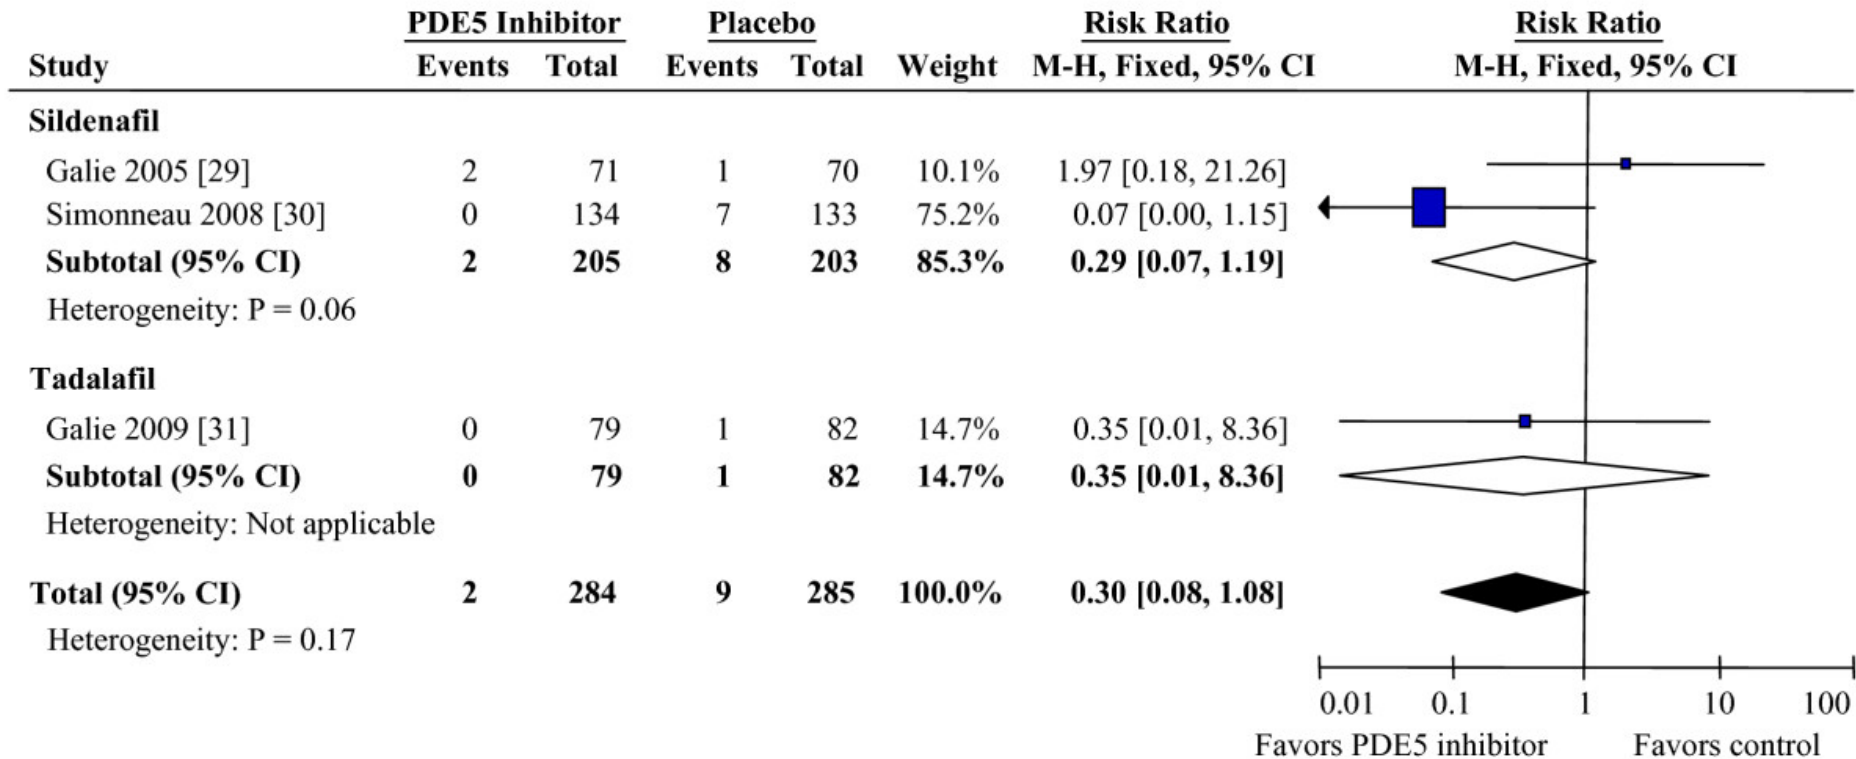 PDE5 Inhibitor Placebo Risk Ratio Risk Ratio
Study Events Total Events Total Weight M-H, Fixed, 95% CI M-H, Fixed, 95% CI
Sildenafil
Galie 2005 [29] 2 71 1 70 10.1% 1.97 [0.18, 21.26]
Simonneau 2008 [30] 0 134 7 133 75.2% 0.07 [0.00, 1.15]
Subtotal (95% CI) 2 205 8 203 85.3% 0.29 [0.07, 1.19]
Heterogeneity: P = 0.06
Tadalafil
Galie 2009 [31] 0 79 1 82 14.7% 0.35 [0.01, 8.36]
Subtotal (95% CI) 0 79 1 82 14.7% 0.35 [0.01, 8.36]
Heterogeneity: Not applicable
Total (95% CI) 2 284 9 285 100.0% 0.30 [0.08, 1.08]
Heterogeneity: P = 0.17
0.01 0.1 1 10 100
Favors PDE5 inhibitor Favors control